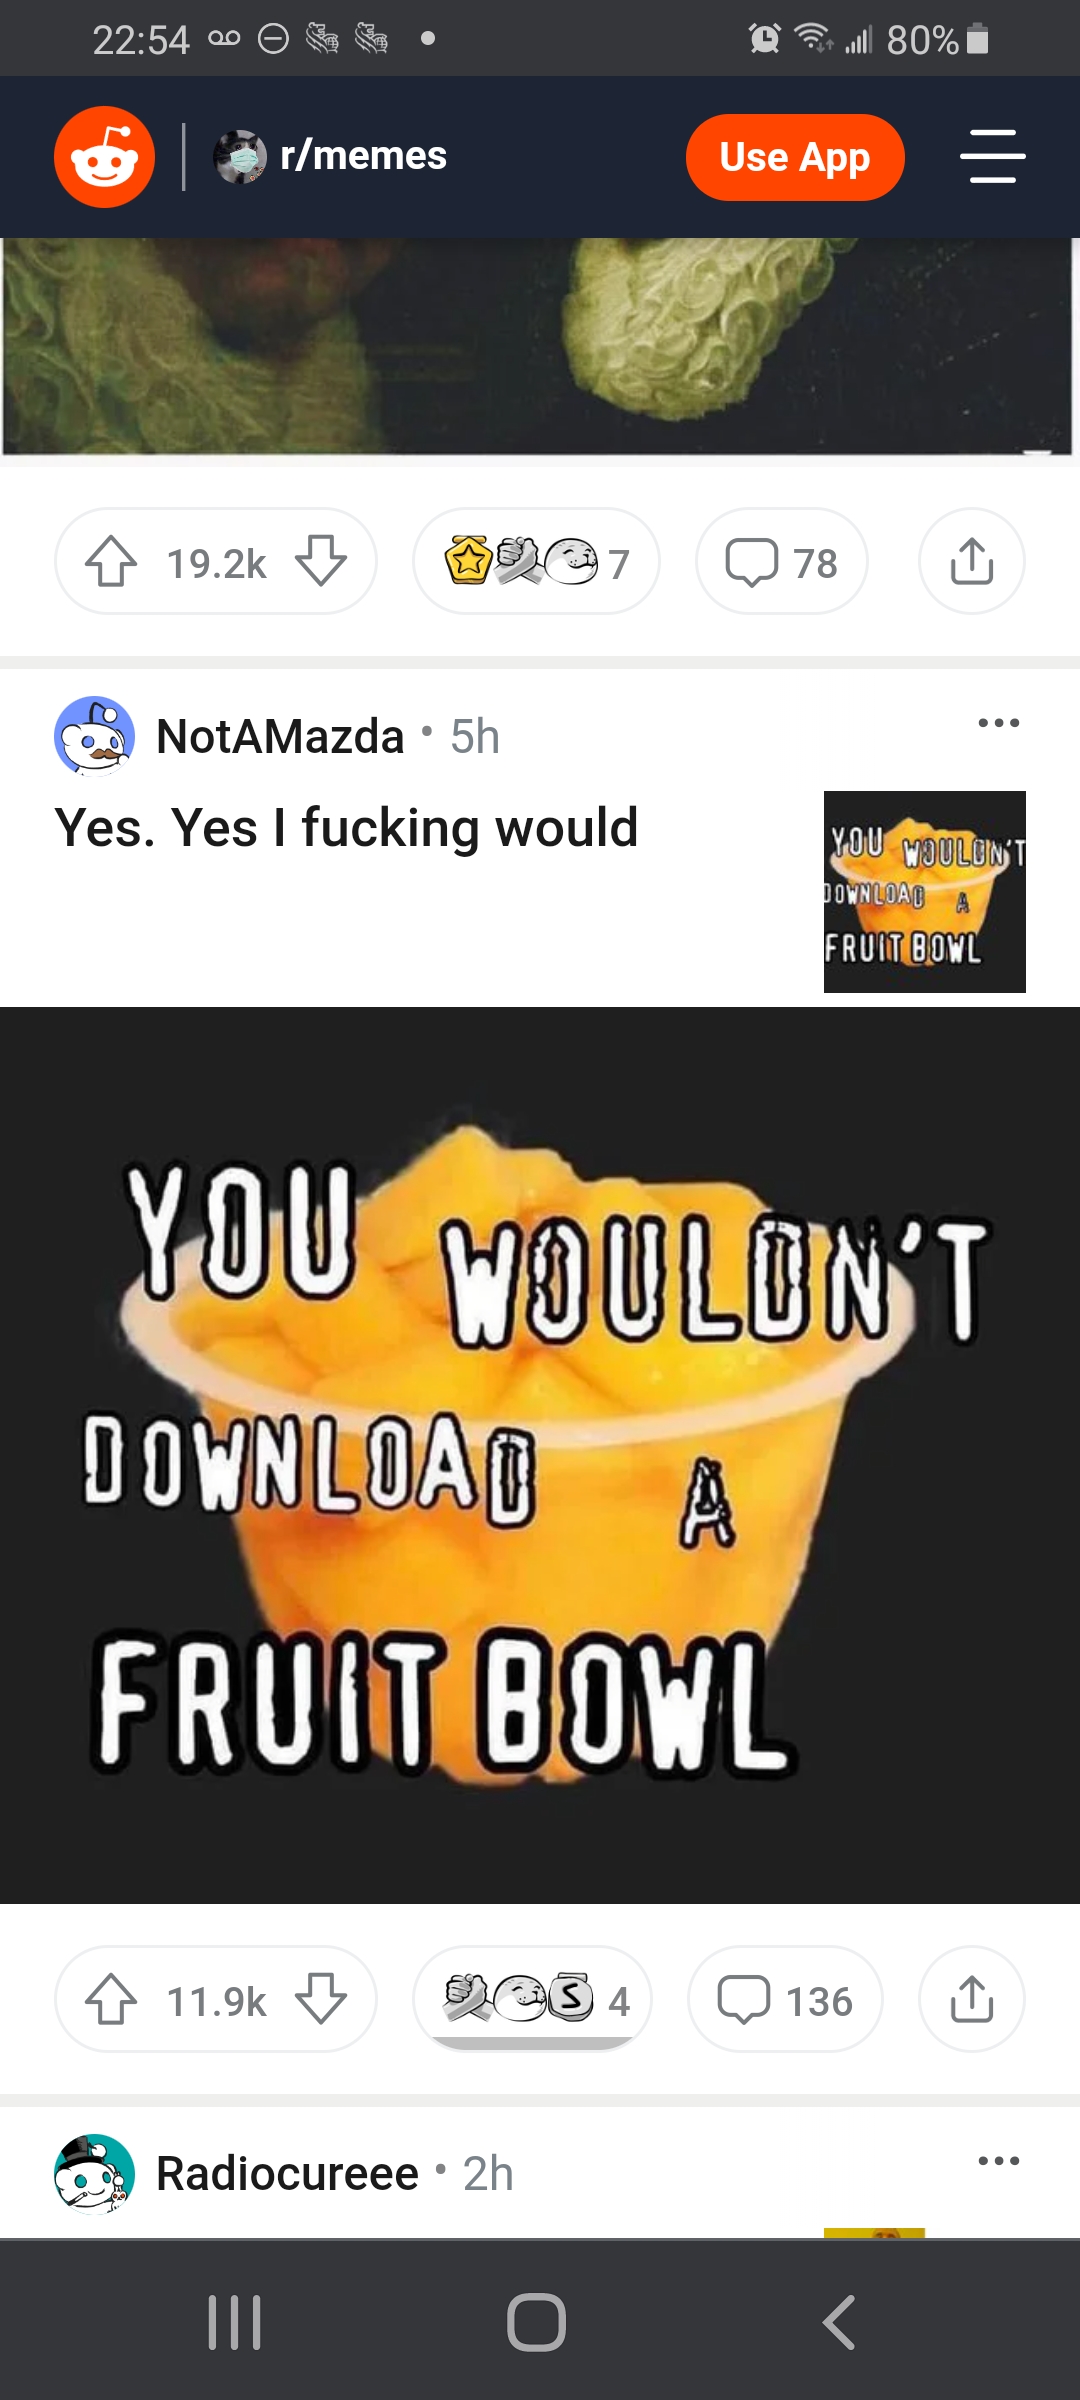 22:54 80%
r/memes Use App
19.2k 7 78
NotAMazda • 5h
Yes. Yes I fucking would
YOU WOULDN'T
DOWNLOAD A
FRUIT BOWL
YOU WOULDN'T
DOWNLOAD A
FRUIT BOWL
11.9k S 4 136
Radiocureee • 2h